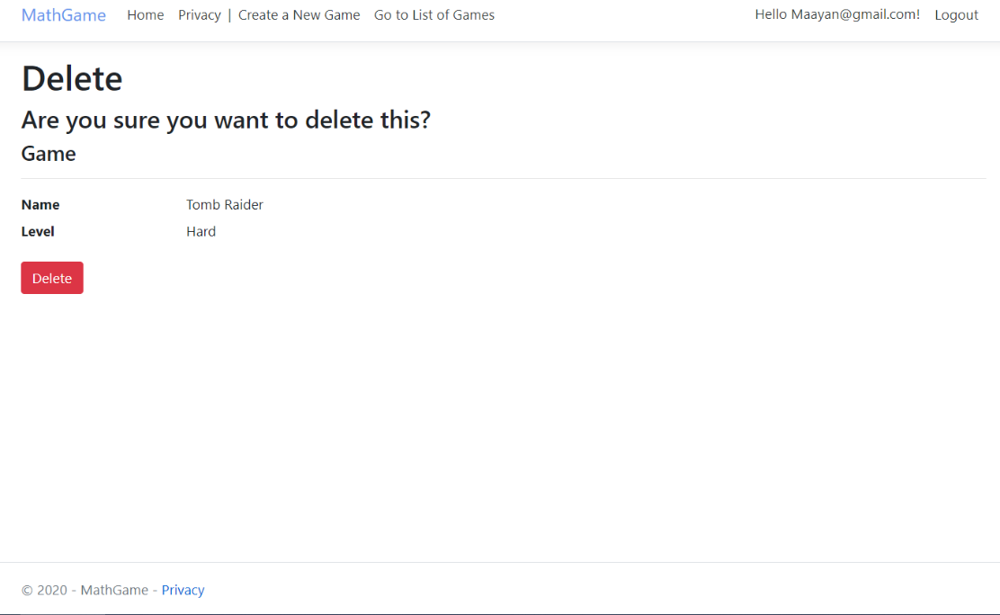 MathGame Home Privacy | Create a New Game Go to List of Games Hello Maayan@gmail.com! Logout
Delete
Are you sure you want to delete this?
Game
Name Tomb Raider
Level Hard
Delete
© 2020 - MathGame - Privacy